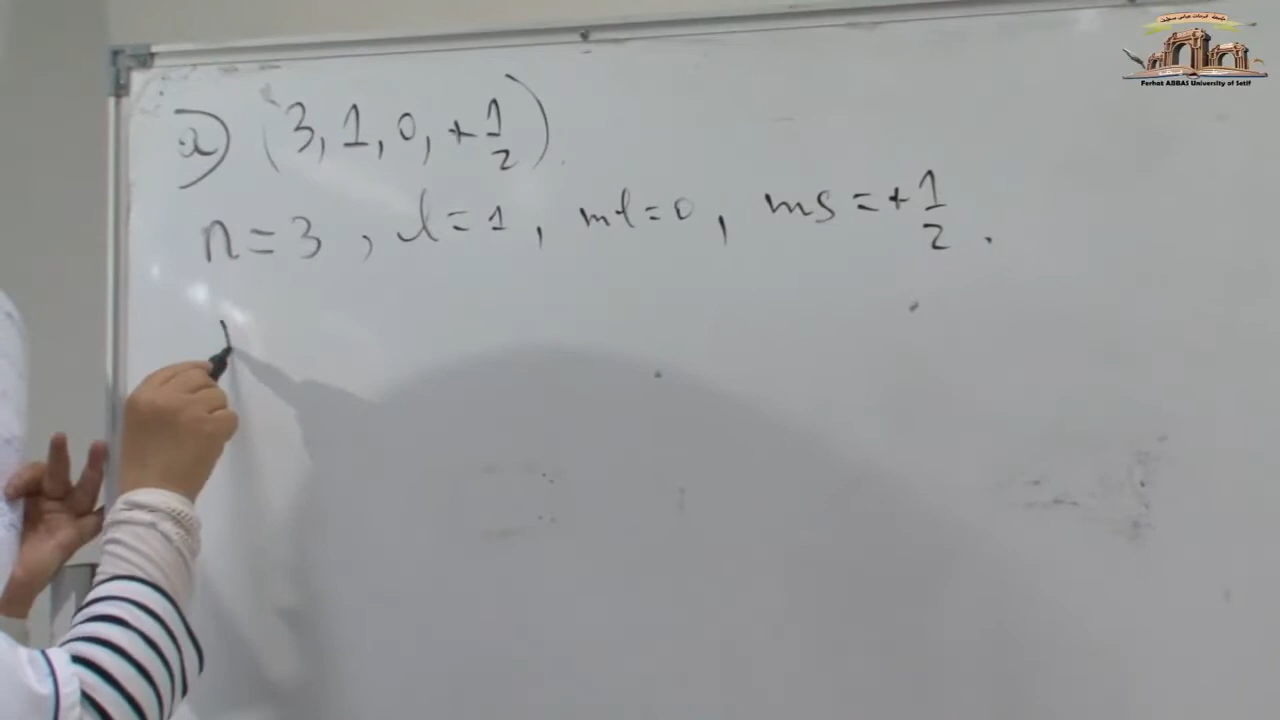 a) (3, 1, 0, +1/2)
n=3, l=1, ml=0, ms=+1/2.
Ferhat ABBAS University of Setif